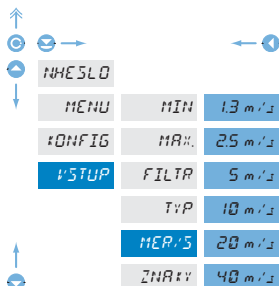 NHESLO
MENU MIN 1.3 m/s
KONFIG MAX. 2.5 m/s
VSTUP FILTR 5 m/s
TYP 10 m/s
MER/S 20 m/s
ZNAKY 40 m/s